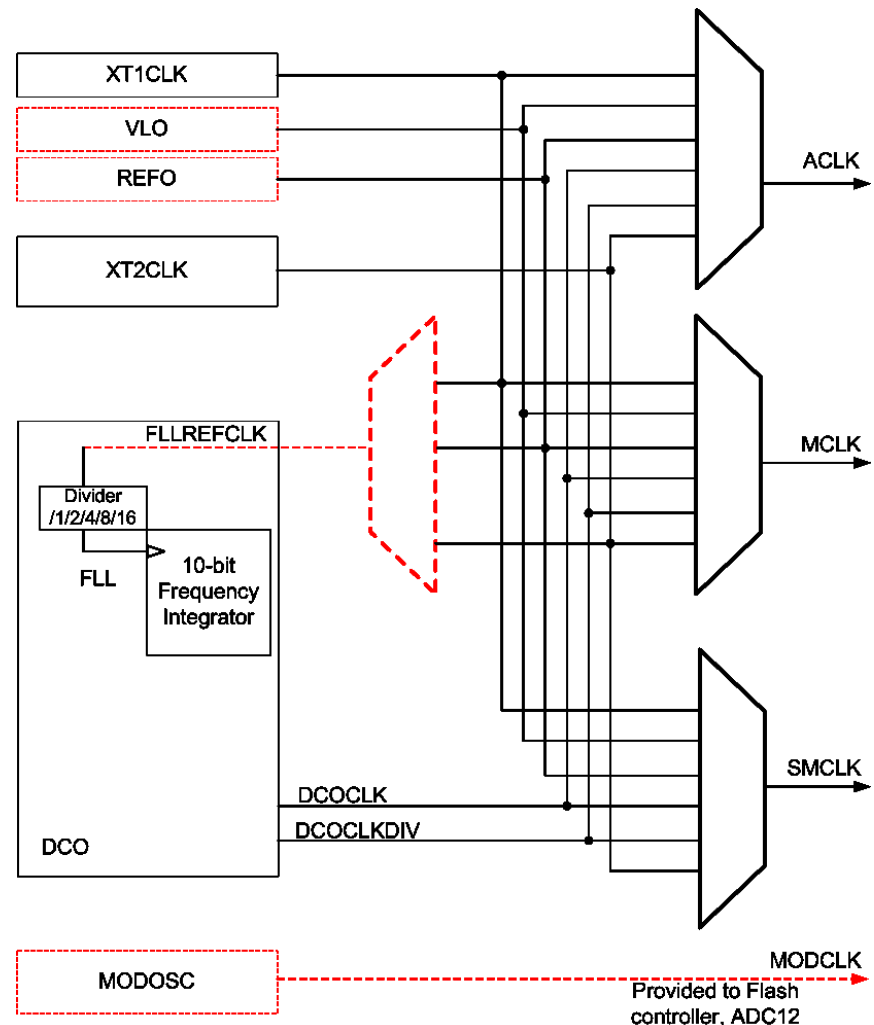 XT1CLK
VLO
REFO
ACLK
XT2CLK
FLLREFCLK
MCLK
Divider
/1/2/4/8/16
FLL
10-bit
Frequency
Integrator
SMCLK
DCOCLK
DCOCLKDIV
DCO
MODOSC
MODCLK
Provided to Flash
controller, ADC12